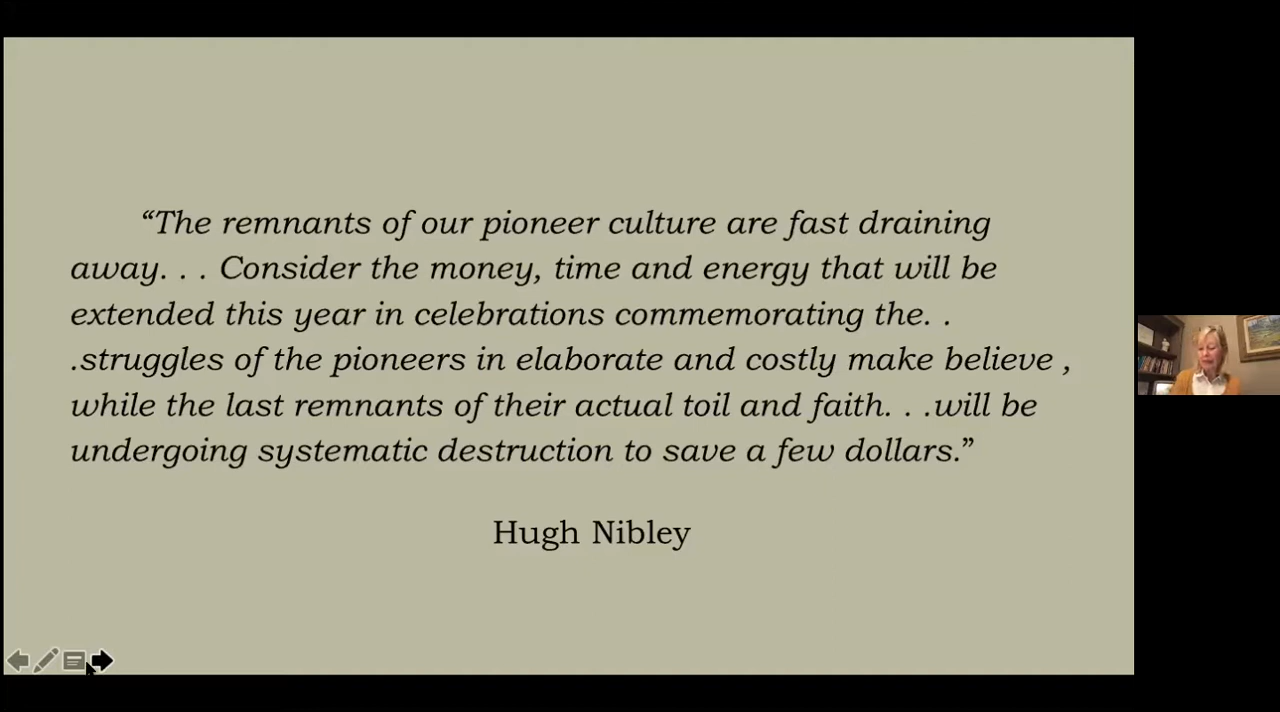 “The remnants of our pioneer culture are fast draining
away. . . Consider the money, time and energy that will be
extended this year in celebrations commemorating the. .
.struggles of the pioneers in elaborate and costly make believe ,
while the last remnants of their actual toil and faith. . .will be
undergoing systematic destruction to save a few dollars.”
Hugh Nibley